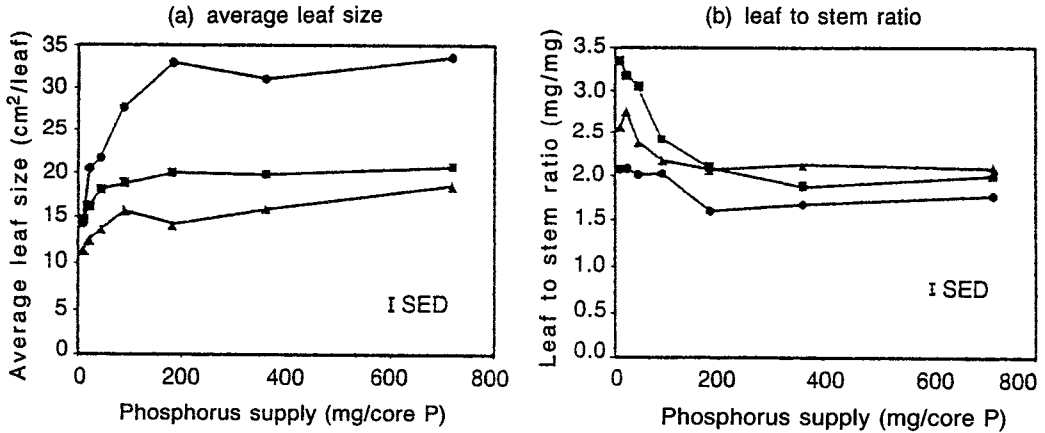 (a) average leaf size
Average leaf size (cm²/leaf)
35
30
25
20
15
10
5
0
SED
0 200 400 600 800
Phosphorus supply (mg/core P)
(b) leaf to stem ratio
Leaf to stem ratio (mg/mg)
3.5
3.0
2.5
2.0
1.5
1.0
0.5
0.0
SED
0 200 400 600 800
Phosphorus supply (mg/core P)